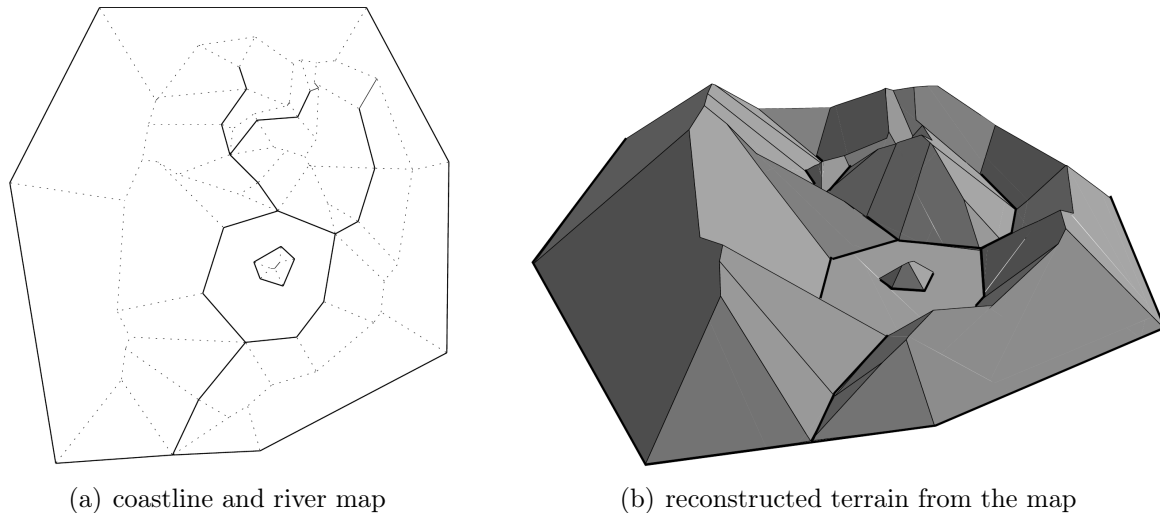 (a) coastline and river map
(b) reconstructed terrain from the map